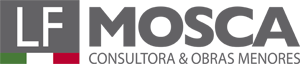 LF MOSCA
CONSULTORA & OBRAS MENORES